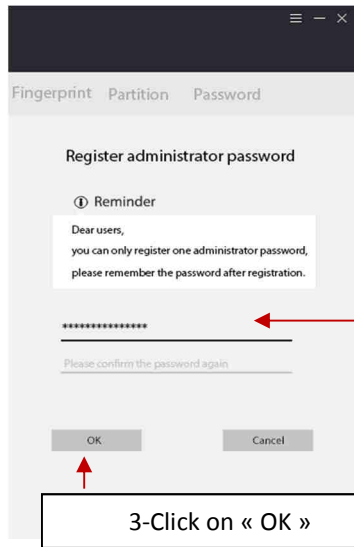 Fingerprint Partition Password
Register administrator password
Reminder
Dear users,
you can only register one administrator password,
please remember the password after registration.
***************
Please confirm the password again
OK Cancel
3-Click on « OK »